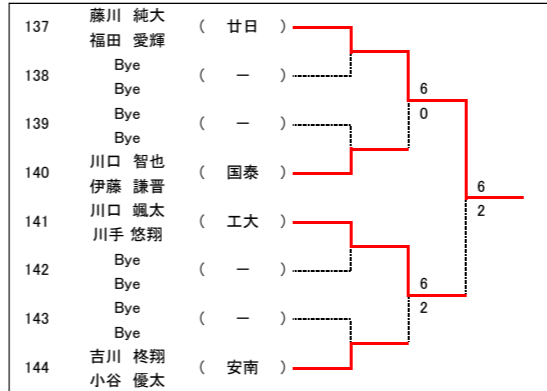 137 藤川 純大 ( 廿日 )
福田 愛輝
138 Bye ( ー )
Bye
139 Bye ( ー )
Bye
140 川口 智也 ( 国泰 )
伊藤 謙晋
141 川口 颯太 ( 工大 )
川手 悠翔
142 Bye ( ー )
Bye
143 Bye ( ー )
Bye
144 吉川 柊翔 ( 安南 )
小谷 優太
6
0
6
2
6
2